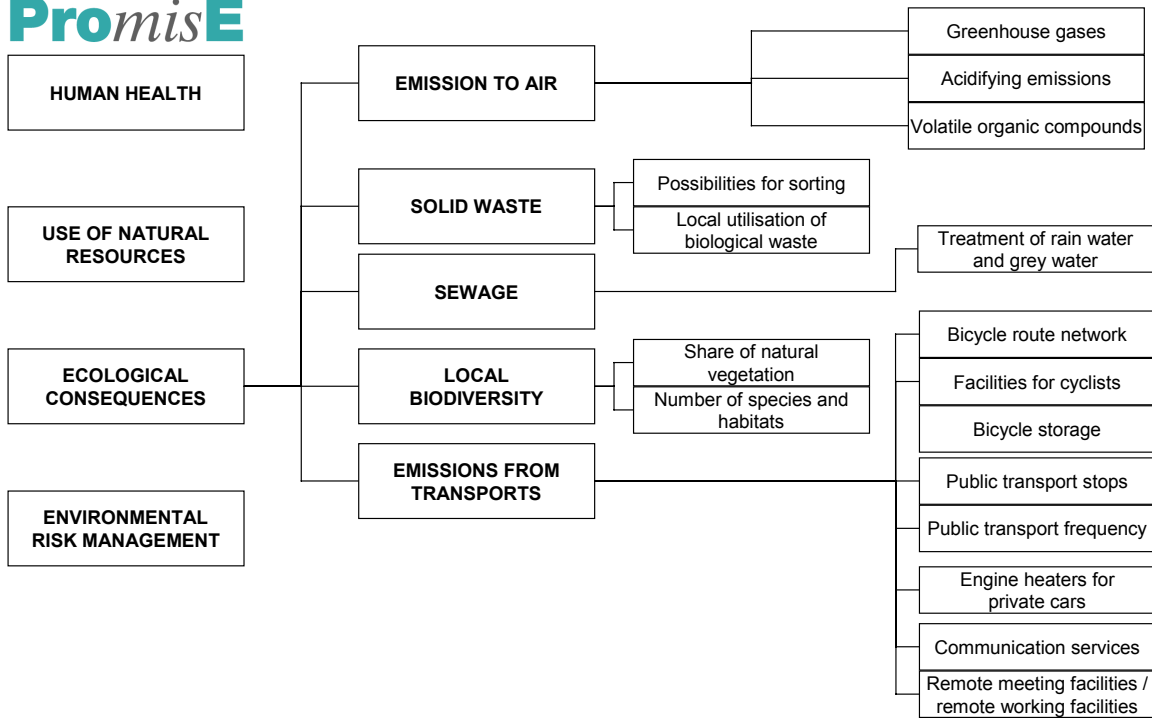 PromisE
HUMAN HEALTH
USE OF NATURAL
RESOURCES
ECOLOGICAL
CONSEQUENCES
ENVIRONMENTAL
RISK MANAGEMENT
EMISSION TO AIR
SOLID WASTE
SEWAGE
LOCAL
BIODIVERSITY
EMISSIONS FROM
TRANSPORTS
Possibilities for sorting
Local utilisation of
biological waste
Share of natural
vegetation
Number of species and
habitats
Greenhouse gases
Acidifying emissions
Volatile organic compounds
Treatment of rain water
and grey water
Bicycle route network
Facilities for cyclists
Bicycle storage
Public transport stops
Public transport frequency
Engine heaters for
private cars
Communication services
Remote meeting facilities /
remote working facilities